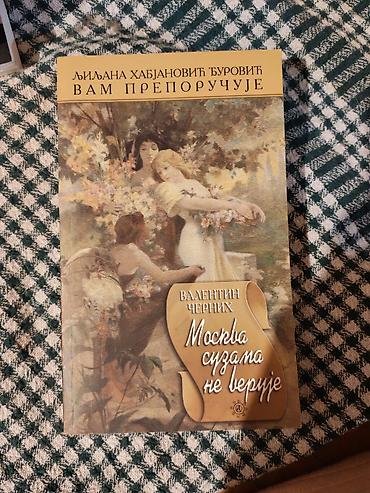 ЉИЉАНА ХАБЈАНОВИЋ ЂУРОВИЋ
ВАМ ПРЕПОРУЧУЈЕ
ВАЛЕНТИН
ЧЕРНИХ
Москва
сузама
не верује